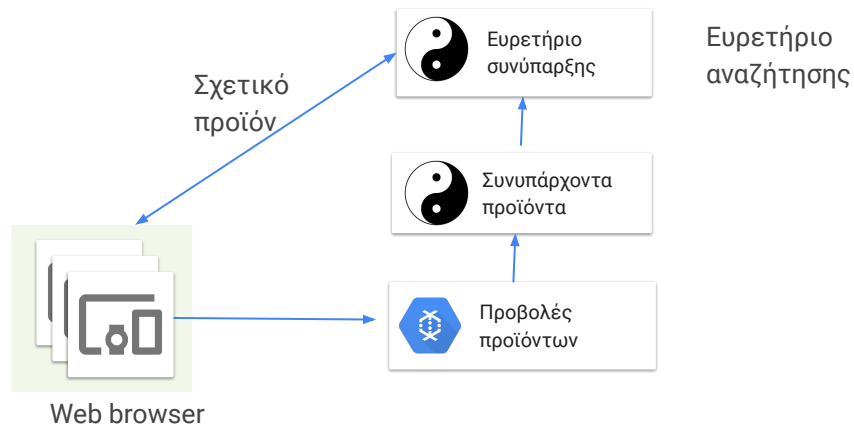 Ευρετήριο
συνύπαρξης
Ευρετήριο
αναζήτησης
Σχετικό
προϊόν
Συνυπάρχοντα
προϊόντα
Προβολές
προϊόντων
Web browser